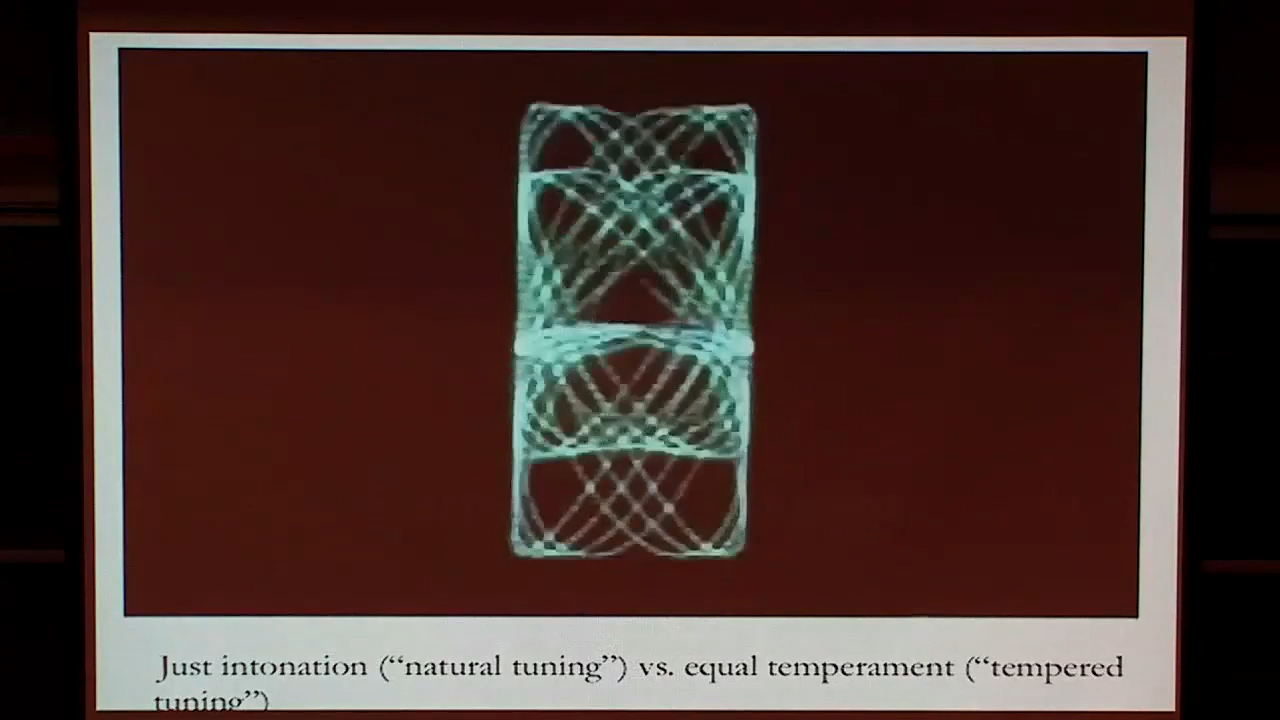 Just intonation (“natural tuning”) vs. equal temperament (“tempered
tuning”)